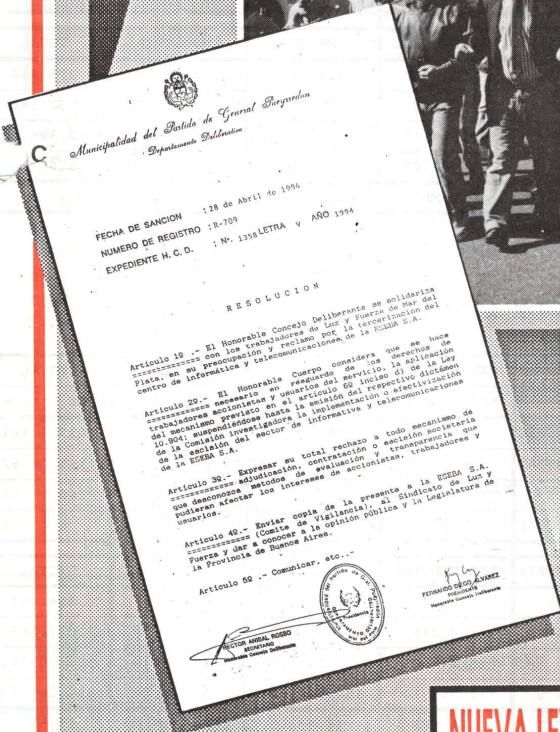 C
Municipalidad del Partido de General Pueyrredon
Departamento Deliberativo
FECHA DE SANCION : 28 de Abril de 1994
NUMERO DE REGISTRO : R-709
EXPEDIENTE H. C. D. : Nº. 1358 LETRA V AÑO 1994
R E S O L U C I O N
Artículo 1º .- El Honorable Concejo Deliberante se solidariza
============= con los trabajadores de Luz y Fuerza de Mar del
Plata, en su preocupación y reclamo por la tercerización del
centro de informática y telecomunicaciones, de la ESEBA S.A.
Artículo 2º.- El Honorable Cuerpo considera que se hace
============= necesario en resguardo de los derechos de
trabajadores accionistas y usuarios del servicio, la aplicación
del mecanismo previsto en el artículo 6º inciso d) de la Ley
10.904; suspendiéndose hasta la emisión del respectivo dictámen
de la Comisión investigadora la implementación o efectivización
de la escisión del sector de informativa y telecomunicaciones
de la ESEBA S.A.
Artículo 3º.- Expresar su total rechazo a todo mecanismo de
============= adjudicación, contratación o escisión societaria
que desconozca metodos de evaluación y transparencia que
pudieran afectar los intereses de accionistas, trabajadores y
usuarios.
Artículo 4º.- Enviar copia de la presente a la ESEBA S.A.
============= (Comite de Vigilancia), al Sindicato de Luz y
Fuerza y dar a conocer a la opinión pública y la Legislatura de
la Provincia de Buenos Aires.
Artículo 5º .- Comunicar, etc..-
HECTOR ANIBAL ROSSO
SECRETARIO
Honorable Concejo Deliberante
FERNANDO DIEGO ALVAREZ
PRESIDENTE
Honorable Concejo Deliberante
NUEVA LE